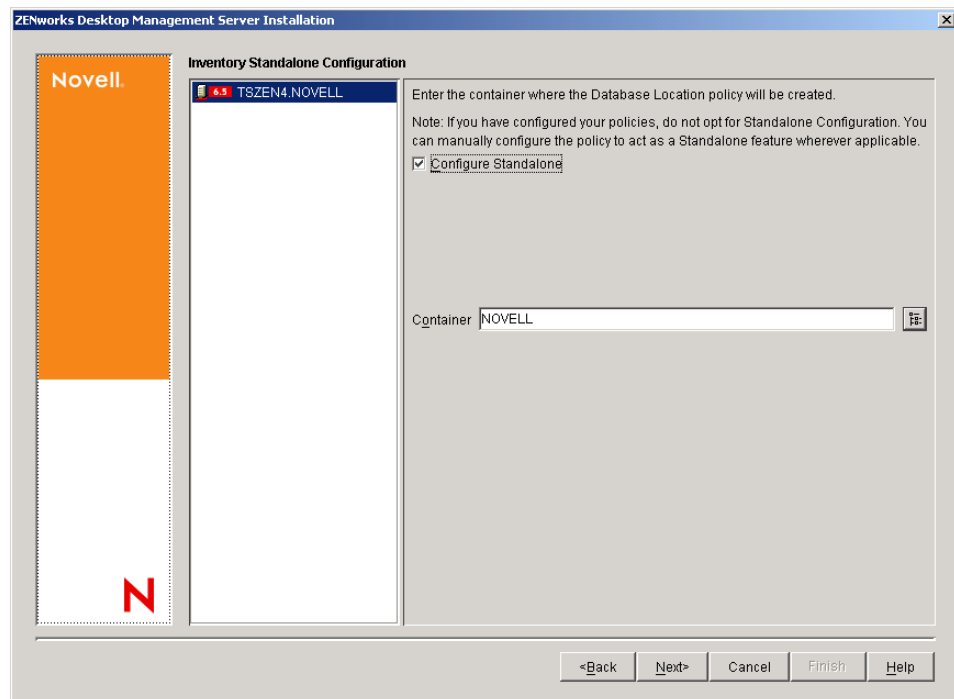 ZENworks Desktop Management Server Installation
Novell.
Inventory Standalone Configuration
6.5 TSZEN4.NOVELL
Enter the container where the Database Location policy will be created.
Note: If you have configured your policies, do not opt for Standalone Configuration. You
can manually configure the policy to act as a Standalone feature wherever applicable.
Configure Standalone
Container NOVELL
N
<Back Next> Cancel Finish Help